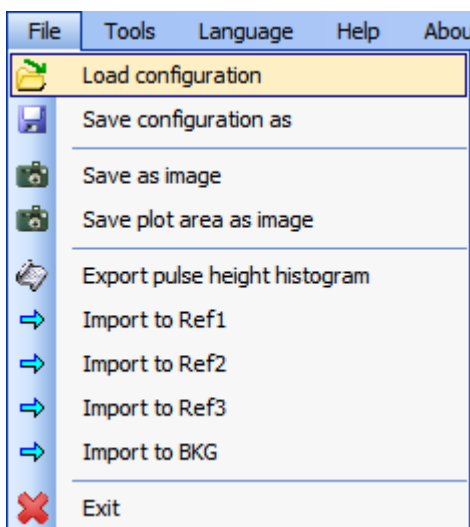 File Tools Language Help Abou
Load configuration
Save configuration as
Save as image
Save plot area as image
Export pulse height histogram
Import to Ref1
Import to Ref2
Import to Ref3
Import to BKG
Exit